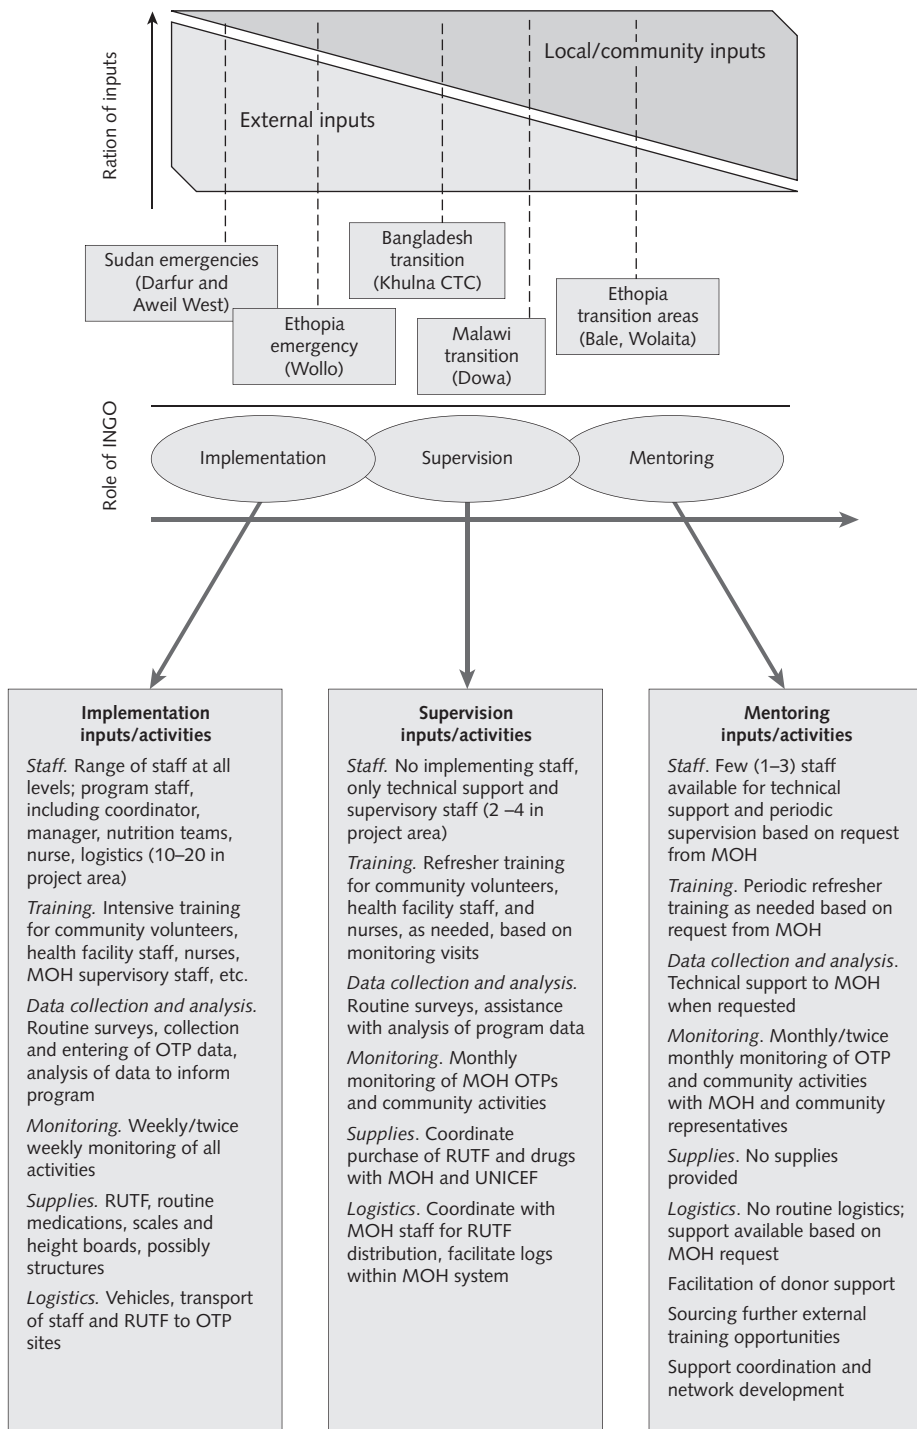 Ration of inputs
Local/community inputs
External inputs
Sudan emergencies
(Darfur and
Aweil West)
Ethopia
emergency
(Wollo)
Bangladesh
transition
(Khulna CTC)
Malawi
transition
(Dowa)
Ethopia
transition areas
(Bale, Wolaita)
Role of INGO
Implementation
Supervision
Mentoring
Implementation
inputs/activities
Staff. Range of staff at all
levels; program staff,
including coordinator,
manager, nutrition teams,
nurse, logistics (10–20 in
project area)
Training. Intensive training
for community volunteers,
health facility staff, nurses,
MOH supervisory staff, etc.
Data collection and analysis.
Routine surveys, collection
and entering of OTP data,
analysis of data to inform
program
Monitoring. Weekly/twice
weekly monitoring of all
activities
Supplies. RUTF, routine
medications, scales and
height boards, possibly
structures
Logistics. Vehicles, transport
of staff and RUTF to OTP
sites
Supervision
inputs/activities
Staff. No implementing staff,
only technical support and
supervisory staff (2 –4 in
project area)
Training. Refresher training
for community volunteers,
health facility staff, and
nurses, as needed, based on
monitoring visits
Data collection and analysis.
Routine surveys, assistance
with analysis of program data
Monitoring. Monthly
monitoring of MOH OTPs
and community activities
Supplies. Coordinate
purchase of RUTF and drugs
with MOH and UNICEF
Logistics. Coordinate with
MOH staff for RUTF
distribution, facilitate logs
within MOH system
Mentoring
inputs/activities
Staff. Few (1–3) staff
available for technical
support and periodic
supervision based on request
from MOH
Training. Periodic refresher
training as needed based on
request from MOH
Data collection and analysis.
Technical support to MOH
when requested
Monitoring. Monthly/twice
monthly monitoring of OTP
and community activities
with MOH and community
representatives
Supplies. No supplies
provided
Logistics. No routine logistics;
support available based on
MOH request
Facilitation of donor support
Sourcing further external
training opportunities
Support coordination and
network development